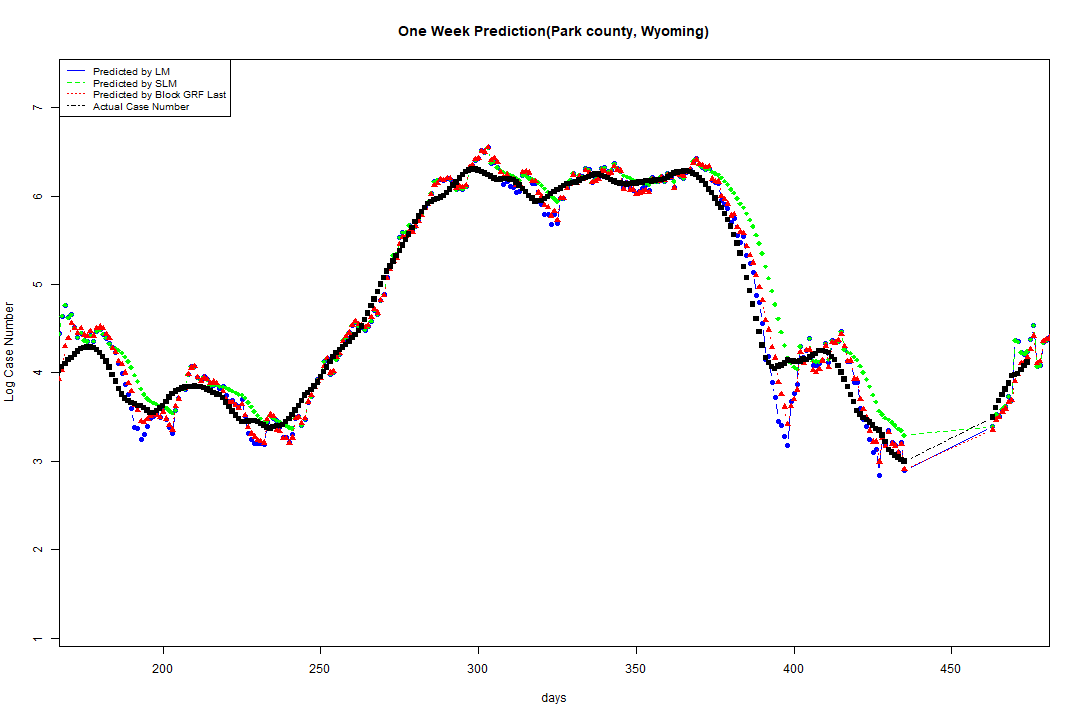 One Week Prediction(Park county, Wyoming)
Predicted by LM
Predicted by SLM
Predicted by Block GRF Last
Actual Case Number
7
6
5
4
3
2
1
Log Case Number
200 250 300 350 400 450
days